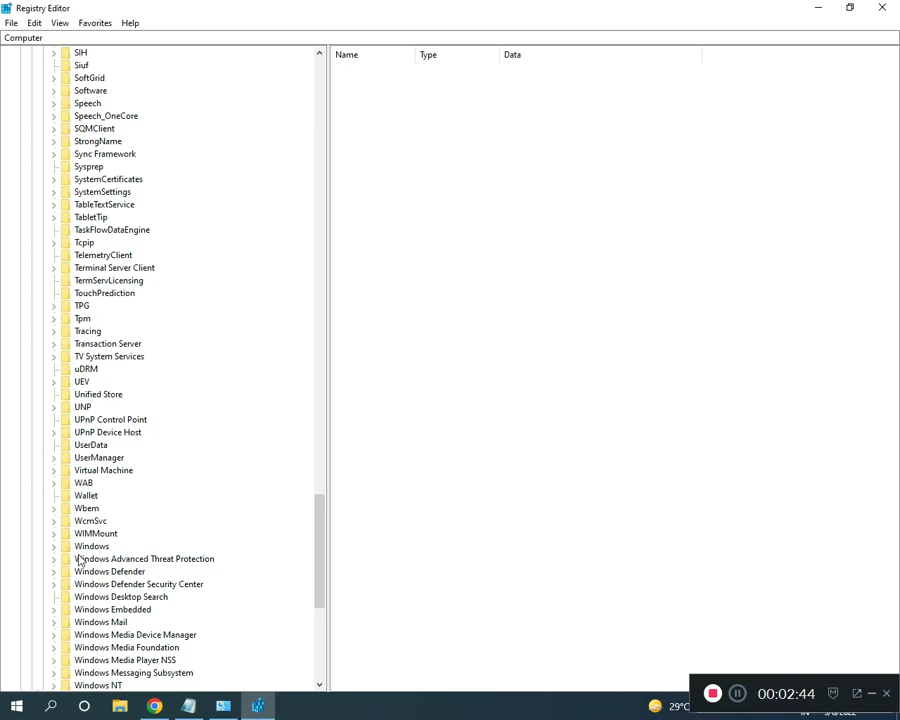 Registry Editor
File Edit View Favorites Help
Computer
Name Type Data
SIH
Siuf
SoftGrid
Software
Speech
Speech_OneCore
SQMClient
StrongName
Sync Framework
Sysprep
SystemCertificates
SystemSettings
TableTextService
TabletTip
TaskFlowDataEngine
Tcpip
TelemetryClient
Terminal Server Client
TermServLicensing
TouchPrediction
TPG
Tpm
Tracing
Transaction Server
TV System Services
uDRM
UEV
Unified Store
UNP
UPnP Control Point
UPnP Device Host
UserData
UserManager
Virtual Machine
WAB
Wallet
Wbem
WcmSvc
WIMMount
Windows
Windows Advanced Threat Protection
Windows Defender
Windows Defender Security Center
Windows Desktop Search
Windows Embedded
Windows Mail
Windows Media Device Manager
Windows Media Foundation
Windows Media Player NSS
Windows Messaging Subsystem
Windows NT
00:02:44
29°C